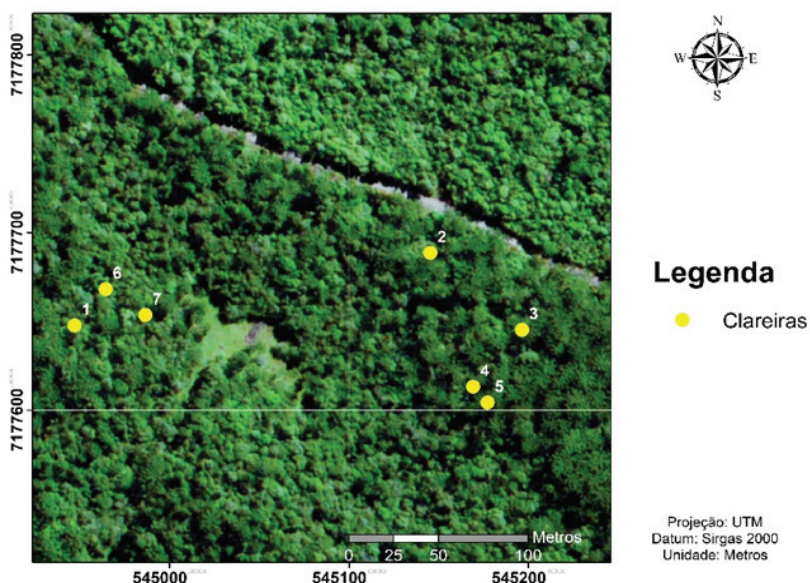 7177800
7177700
7177600
545000
545100
545200
1
2
3
4
5
6
7
Metros
0 25 50 100
N
W E
S
Legenda
Clareiras
Projeção: UTM
Datum: Sirgas 2000
Unidade: Metros